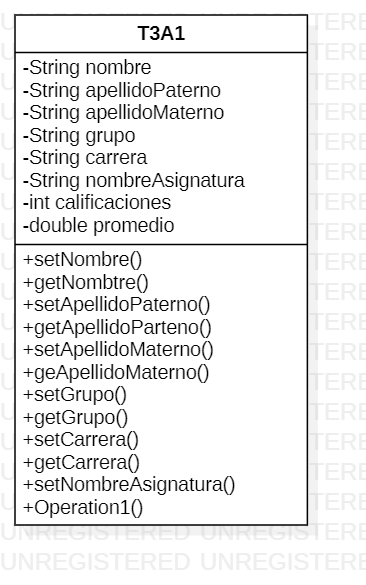 T3A1
-String nombre
-String apellidoPaterno
-String apellidoMaterno
-String grupo
-String carrera
-String nombreAsignatura
-int calificaciones
-double promedio
+setNombre()
+getNombtre()
+setApellidoPaterno()
+getApellidoParteno()
+setApellidoMaterno()
+geApellidoMaterno()
+setGrupo()
+getGrupo()
+setCarrera()
+getCarrera()
+setNombreAsignatura()
+Operation1()
UNREGISTERED UNREGISTERED